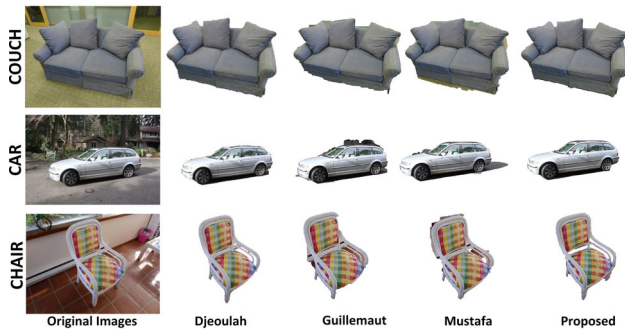 COUCH
CAR
CHAIR
Original Images Djeoulah Guillemaut Mustafa Proposed